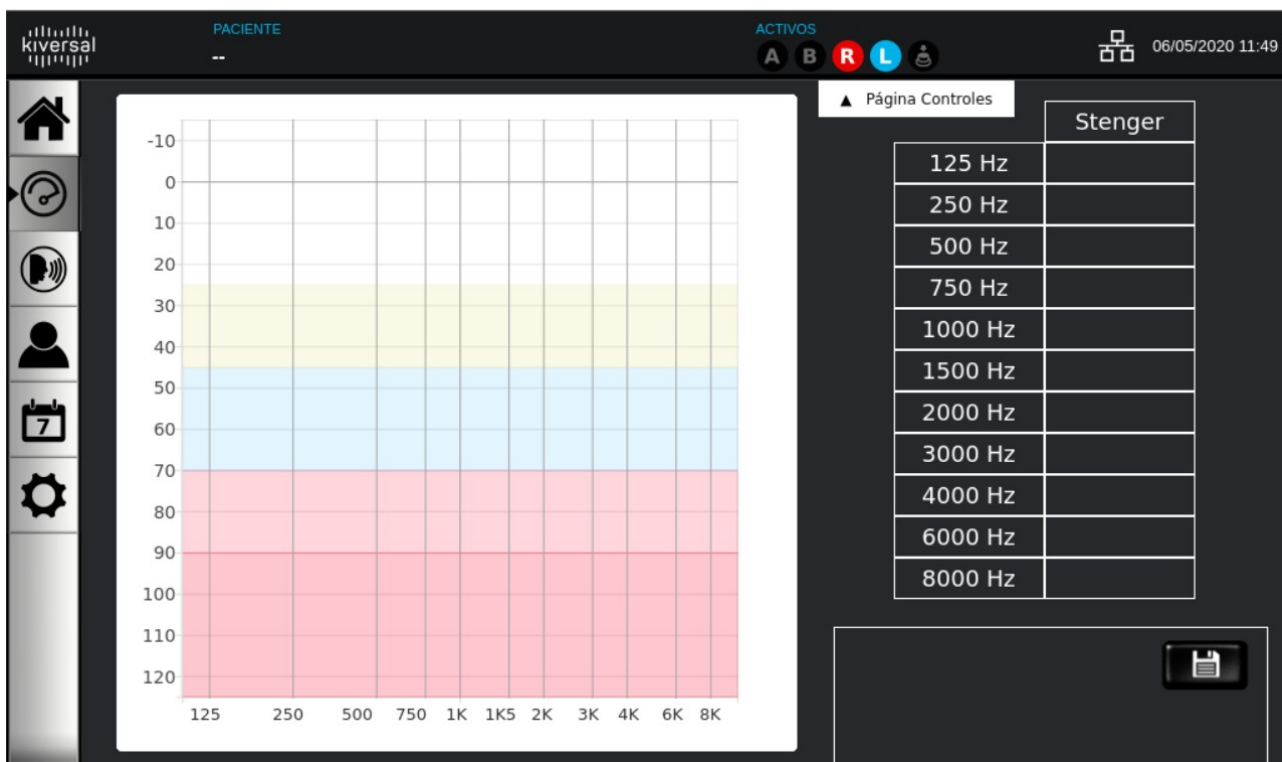 kiversal
PACIENTE
--
ACTIVOS
A B R L
06/05/2020 11:49
▲ Página Controles
Stenger
125 Hz
250 Hz
500 Hz
750 Hz
1000 Hz
1500 Hz
2000 Hz
3000 Hz
4000 Hz
6000 Hz
8000 Hz
-10
0
10
20
30
40
50
60
70
80
90
100
110
120
125 250 500 750 1K 1K5 2K 3K 4K 6K 8K
7